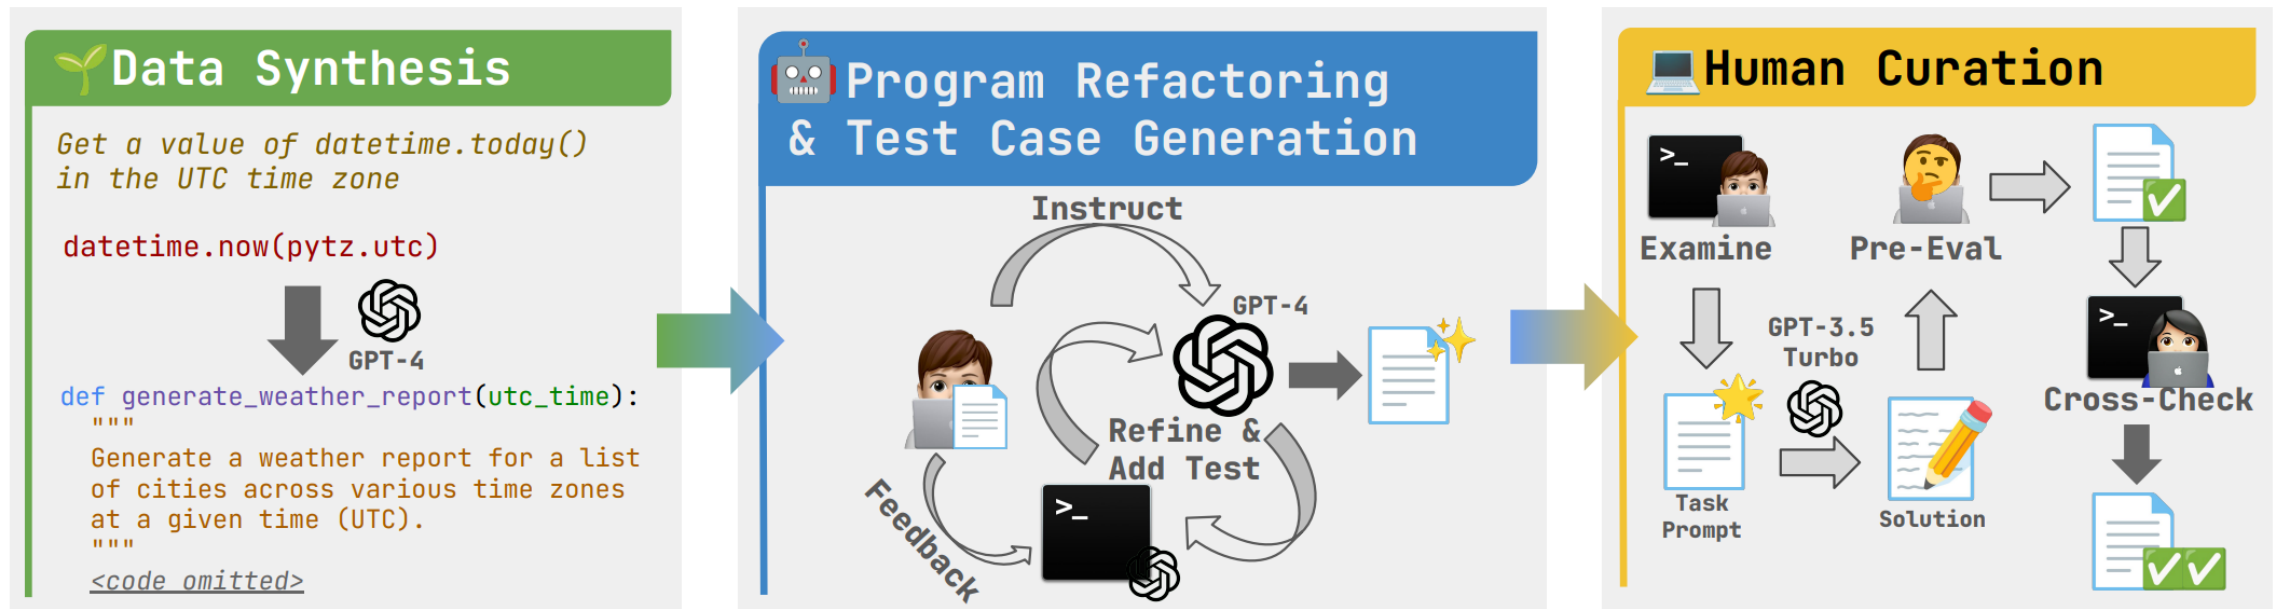 Data Synthesis
Get a value of datetime.today()
in the UTC time zone
datetime.now(pytz.utc)
GPT-4
def generate_weather_report(utc_time):
"""
Generate a weather report for a list
of cities across various time zones
at a given time (UTC).
"""
<code omitted>
Program Refactoring
& Test Case Generation
Instruct
GPT-4
Refine &
Add Test
Feedback
>_
Human Curation
>_
Examine
Pre-Eval
GPT-3.5
Turbo
Task
Prompt
Solution
>_
Cross-Check